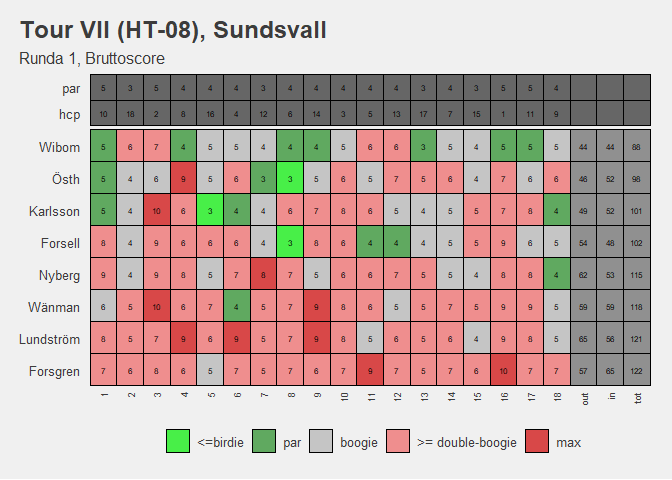 Tour VII (HT-08), Sundsvall
Runda 1, Bruttoscore
par 5 3 5 4 4 4 3 4 4 4 4 4 3 4 3 5 5 4
hcp 10 18 2 8 16 4 12 6 14 3 5 13 17 7 15 1 11 9
Wibom 5 6 7 4 5 5 4 4 4 5 6 6 3 5 4 5 5 5 44 44 88
Östh 5 4 6 9 5 6 3 3 5 6 5 7 5 6 4 7 6 6 46 52 98
Karlsson 5 4 10 6 3 4 4 6 7 8 6 5 4 5 5 7 8 4 49 52 101
Forsell 8 4 9 6 6 6 4 3 8 6 4 4 4 5 5 9 6 5 54 48 102
Nyberg 9 4 9 8 5 7 8 7 5 6 6 7 5 5 4 8 8 4 62 53 115
Wänman 6 5 10 6 7 4 5 7 9 8 6 5 5 7 5 9 9 5 59 59 118
Lundström 8 5 7 9 6 9 5 7 9 8 5 6 5 6 4 9 8 5 65 56 121
Forsgren 7 6 8 6 5 7 5 7 6 7 9 7 5 7 6 10 7 7 57 65 122
1 2 3 4 5 6 7 8 9 10 11 12 13 14 15 16 17 18 out in tot
<=birdie par boogie >= double-boogie max